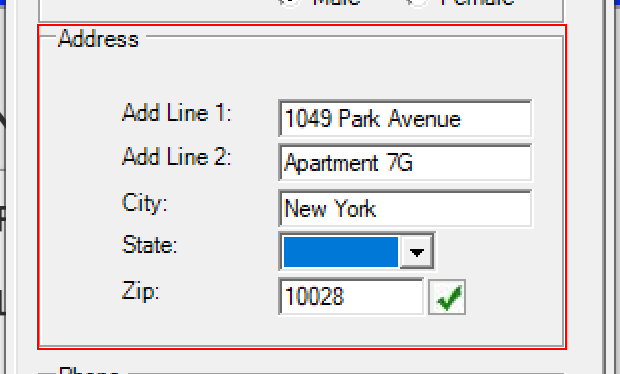 Male Female
Address
Add Line 1: 1049 Park Avenue
Add Line 2: Apartment 7G
City: New York
State:
Zip: 10028
Phone